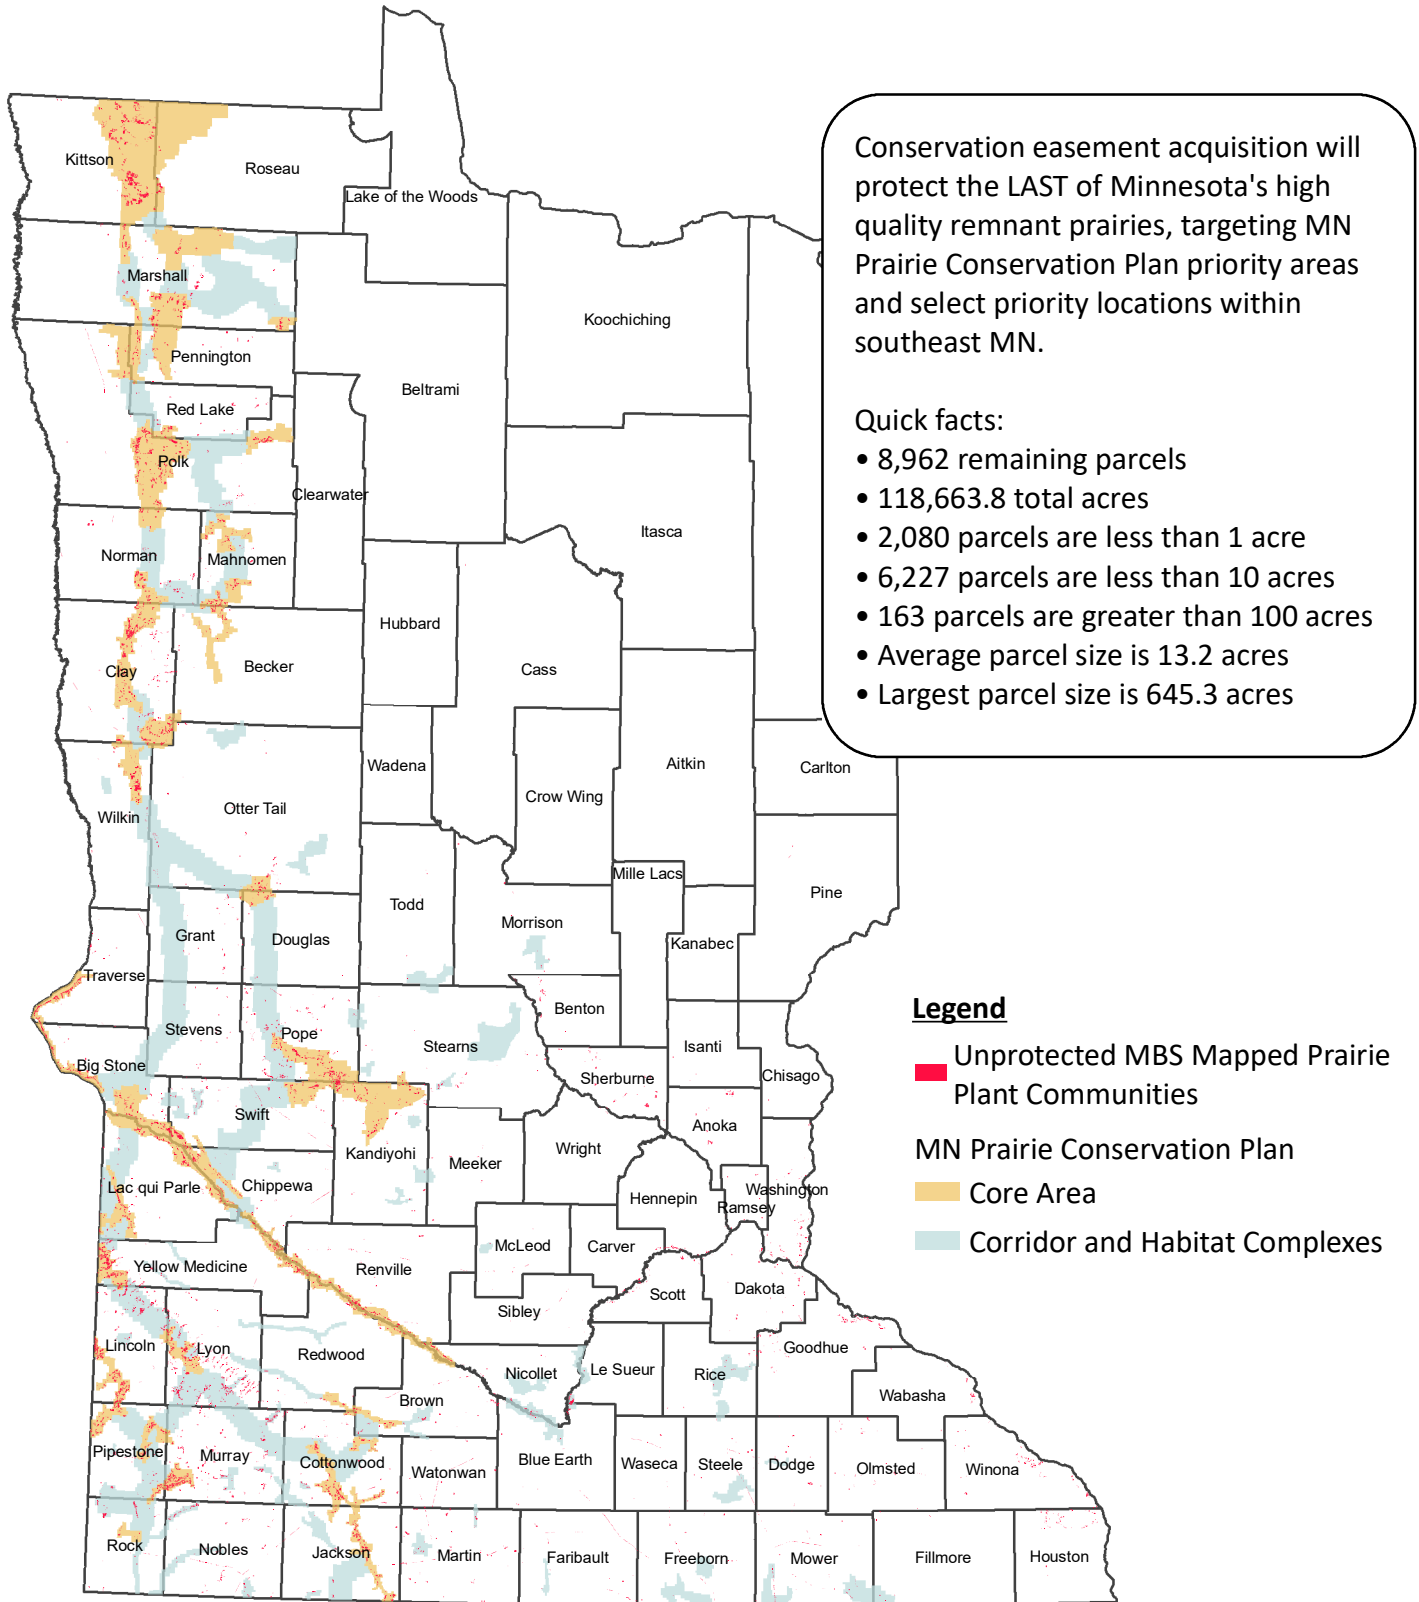 Conservation easement acquisition will
protect the LAST of Minnesota's high
quality remnant prairies, targeting MN
Prairie Conservation Plan priority areas
and select priority locations within
southeast MN.
Quick facts:
• 8,962 remaining parcels
• 118,663.8 total acres
• 2,080 parcels are less than 1 acre
• 6,227 parcels are less than 10 acres
• 163 parcels are greater than 100 acres
• Average parcel size is 13.2 acres
• Largest parcel size is 645.3 acres
Kittson
Roseau
Lake of the Woods
Marshall
Koochiching
Pennington
Beltrami
Red Lake
Polk
Clearwater
Itasca
Norman
Mahnomen
Hubbard
Cass
Clay
Becker
Wadena
Aitkin
Carlton
Crow Wing
Otter Tail
Wilkin
Mille Lacs
Pine
Todd
Morrison
Grant
Douglas
Kanabec
Traverse
Benton
Stevens
Pope
Stearns
Isanti
Big Stone
Sherburne
Chisago
Swift
Anoka
Kandiyohi
Meeker
Wright
Lac qui Parle
Chippewa
Hennepin
Washington
Ramsey
McLeod
Carver
Yellow Medicine
Renville
Dakota
Scott
Sibley
Lincoln
Lyon
Redwood
Goodhue
Nicollet
Le Sueur
Rice
Wabasha
Brown
Pipestone
Murray
Cottonwood
Watonwan
Blue Earth
Waseca
Steele
Dodge
Olmsted
Winona
Rock
Nobles
Jackson
Martin
Faribault
Freeborn
Mower
Fillmore
Houston
Legend
Unprotected MBS Mapped Prairie
Plant Communities
MN Prairie Conservation Plan
Core Area
Corridor and Habitat Complexes